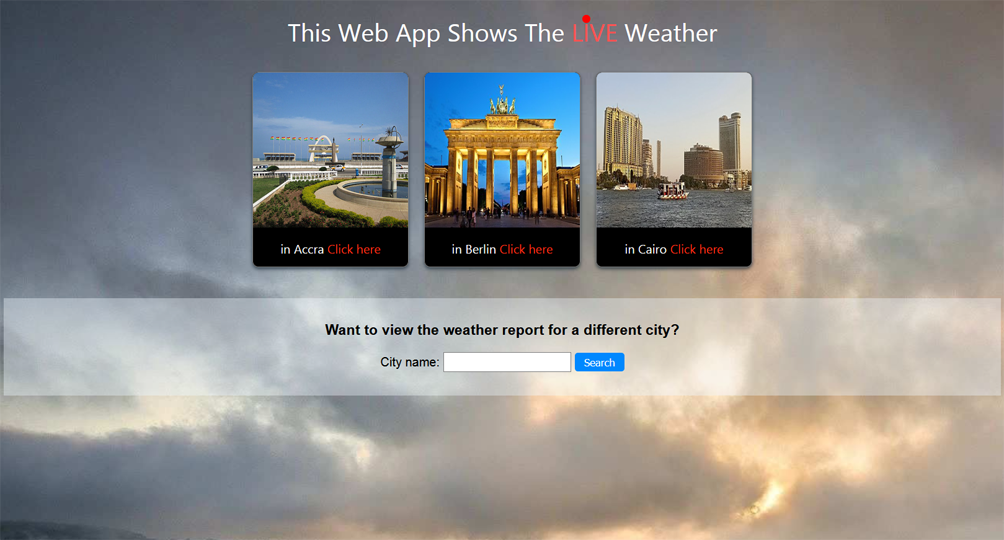 This Web App Shows The LIVE Weather
in Accra Click here
in Berlin Click here
in Cairo Click here
Want to view the weather report for a different city?
City name:
Search